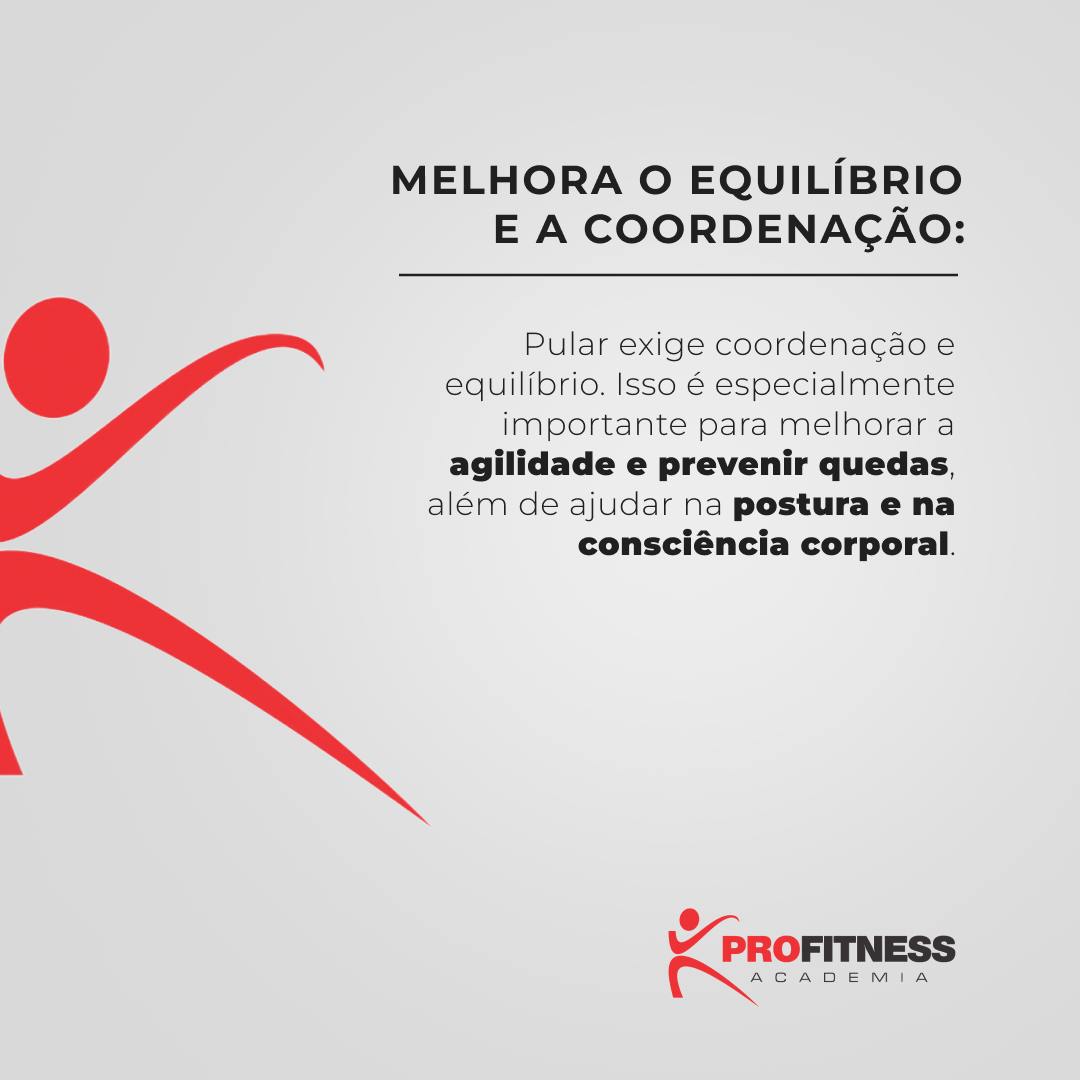 MELHORA O EQUILÍBRIO
E A COORDENAÇÃO:
Pular exige coordenação e
equilíbrio. Isso é especialmente
importante para melhorar a
agilidade e prevenir quedas,
além de ajudar na postura e na
consciência corporal.
PROFITNESS
ACADEMIA